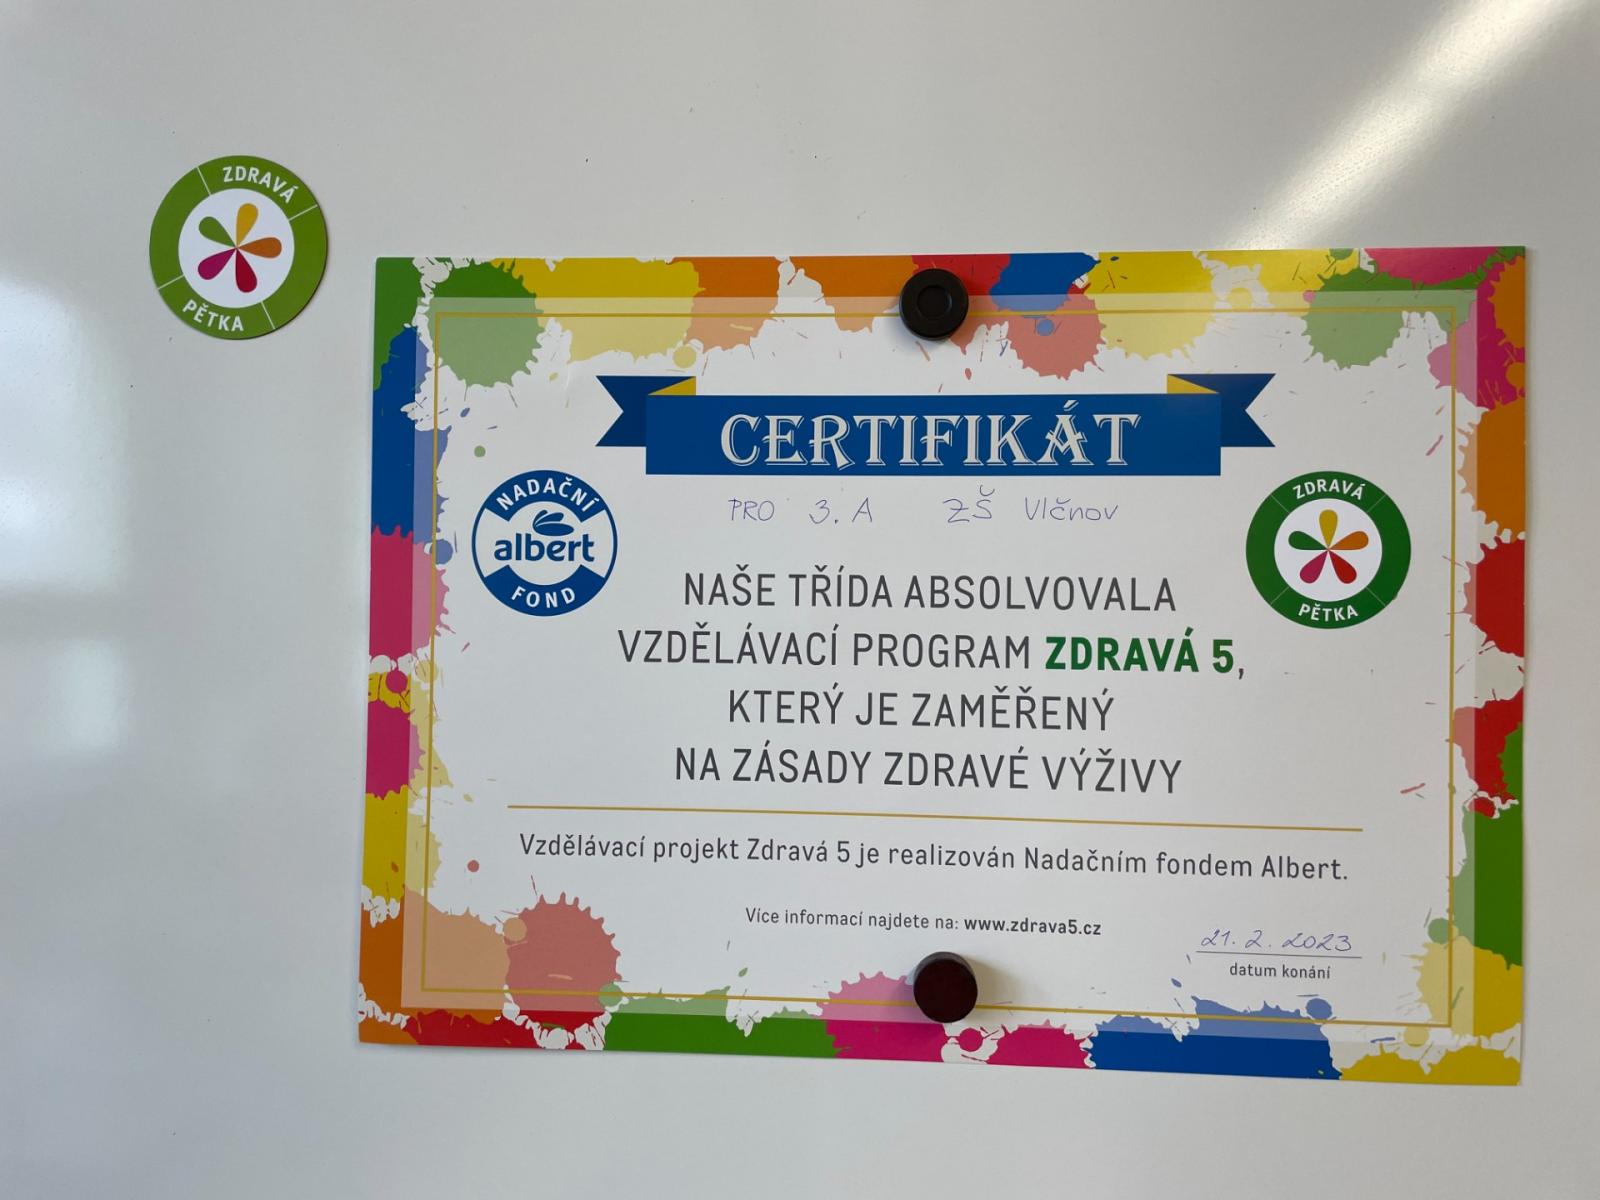 ZDRAVÁ
PĚTKA
CERTIFIKÁT
PRO 3. A ZŠ Vlčnov
NADAČNÍ
albert
FOND
ZDRAVÁ
PĚTKA
NAŠE TŘÍDA ABSOLVOVALA
VZDĚLÁVACÍ PROGRAM ZDRAVÁ 5,
KTERÝ JE ZAMĚŘENÝ
NA ZÁSADY ZDRAVÉ VÝŽIVY
Vzdělávací projekt Zdravá 5 je realizován Nadačním fondem Albert.
Více informací najdete na: www.zdrava5.cz
21. 2. 2023
datum konání